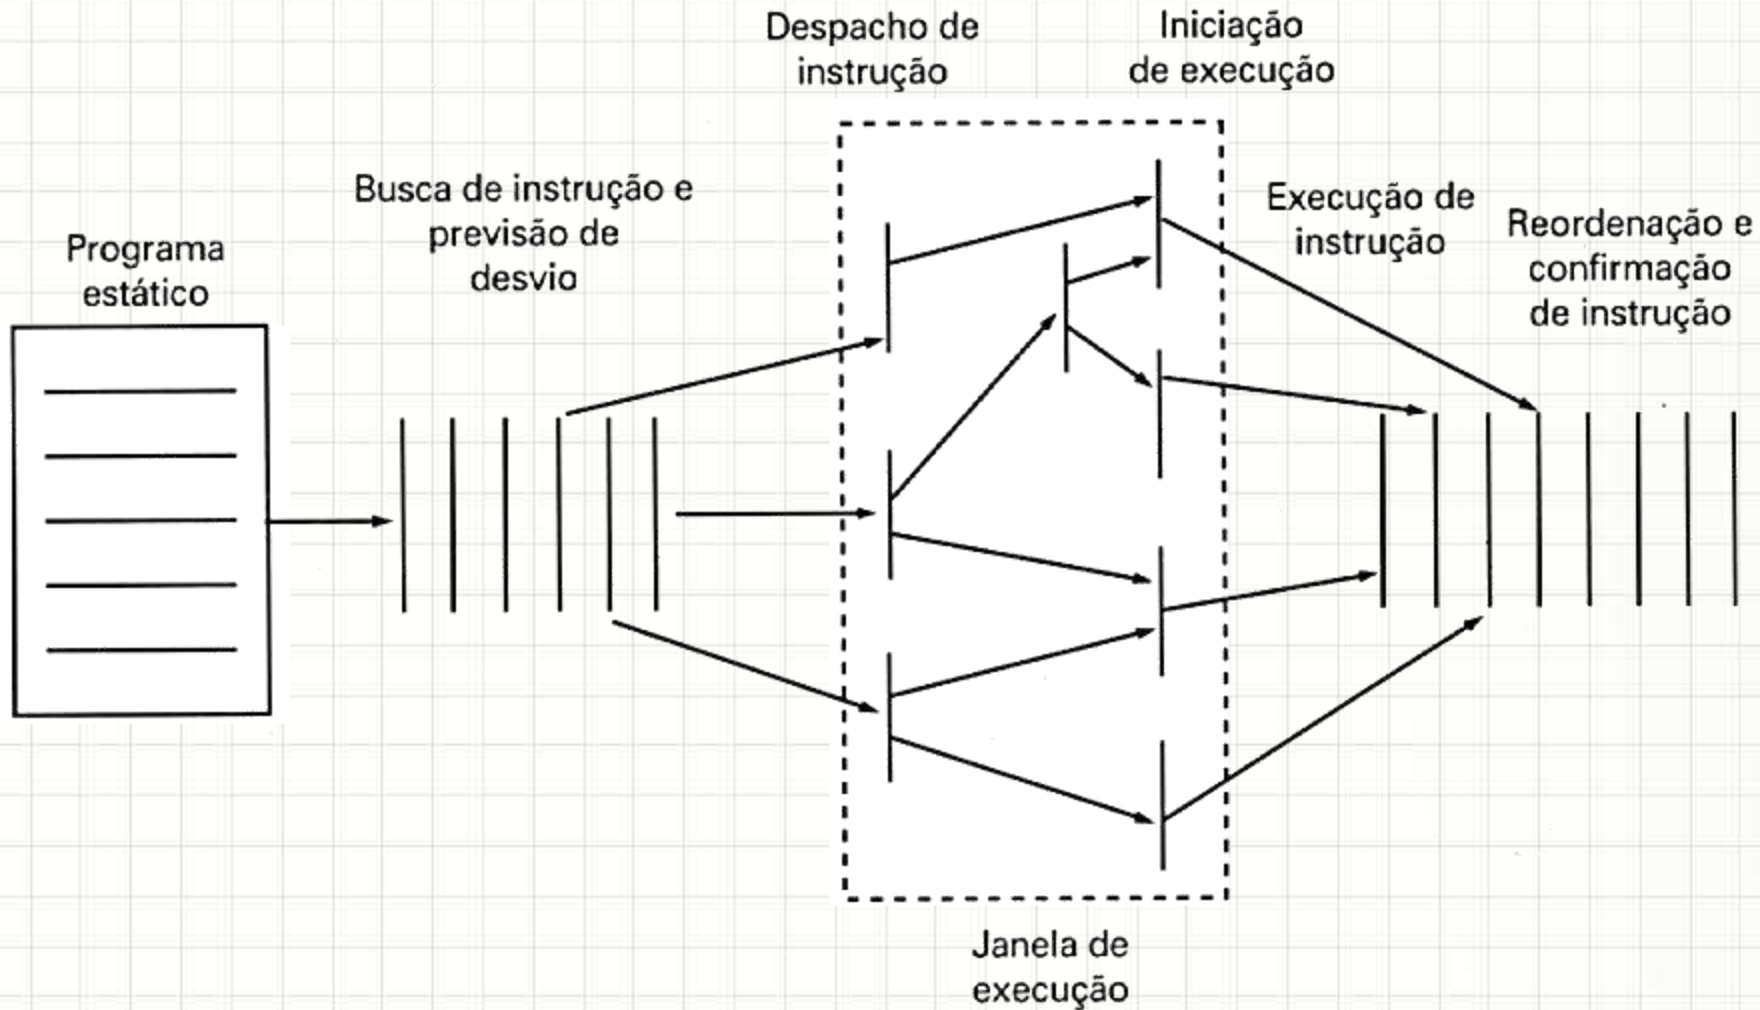 Programa
estático
Busca de instrução e
previsão de
desvio
Despacho de
instrução
Iniciação
de execução
Execução de
instrução
Reordenação e
confirmação
de instrução
Janela de
execução